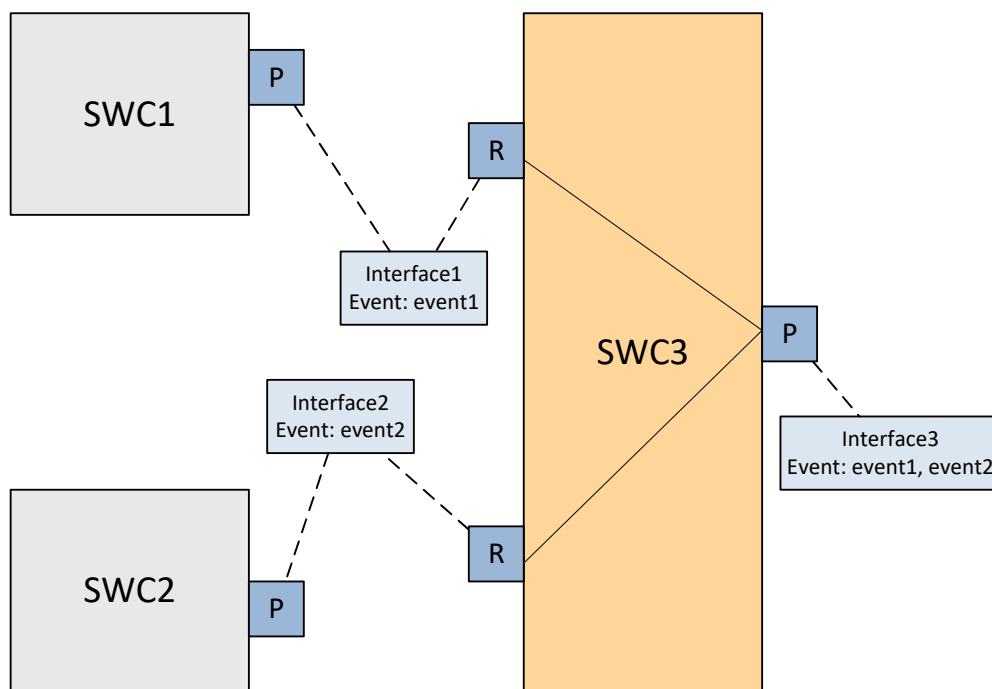 SWC1
P
R
Interface1
Event: event1
SWC3
P
Interface2
Event: event2
Interface3
Event: event1, event2
R
SWC2
P